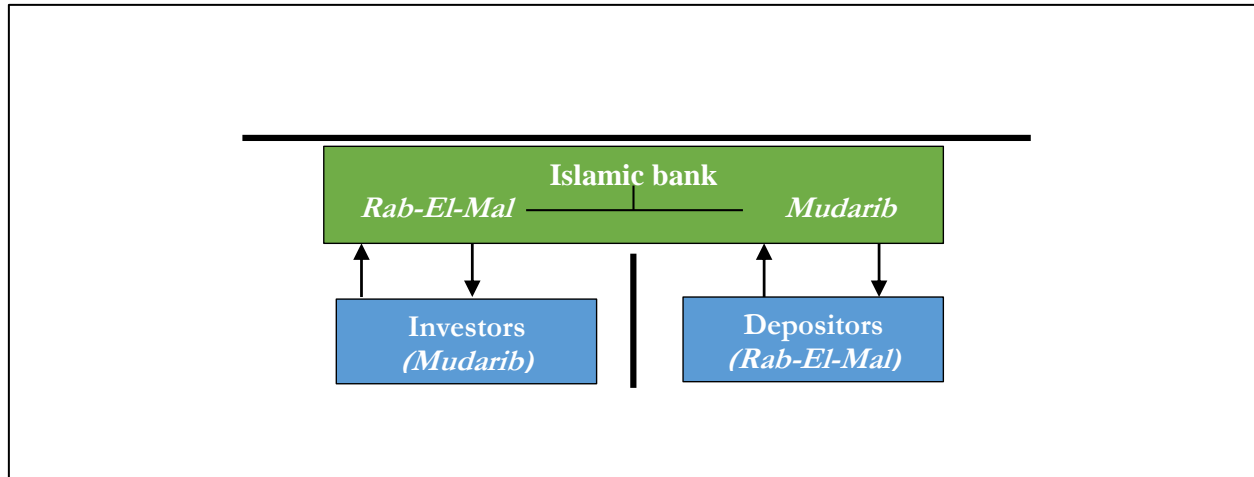 Islamic bank
Rab-El-Mal Mudarib
Investors
(Mudarib)
Depositors
(Rab-El-Mal)